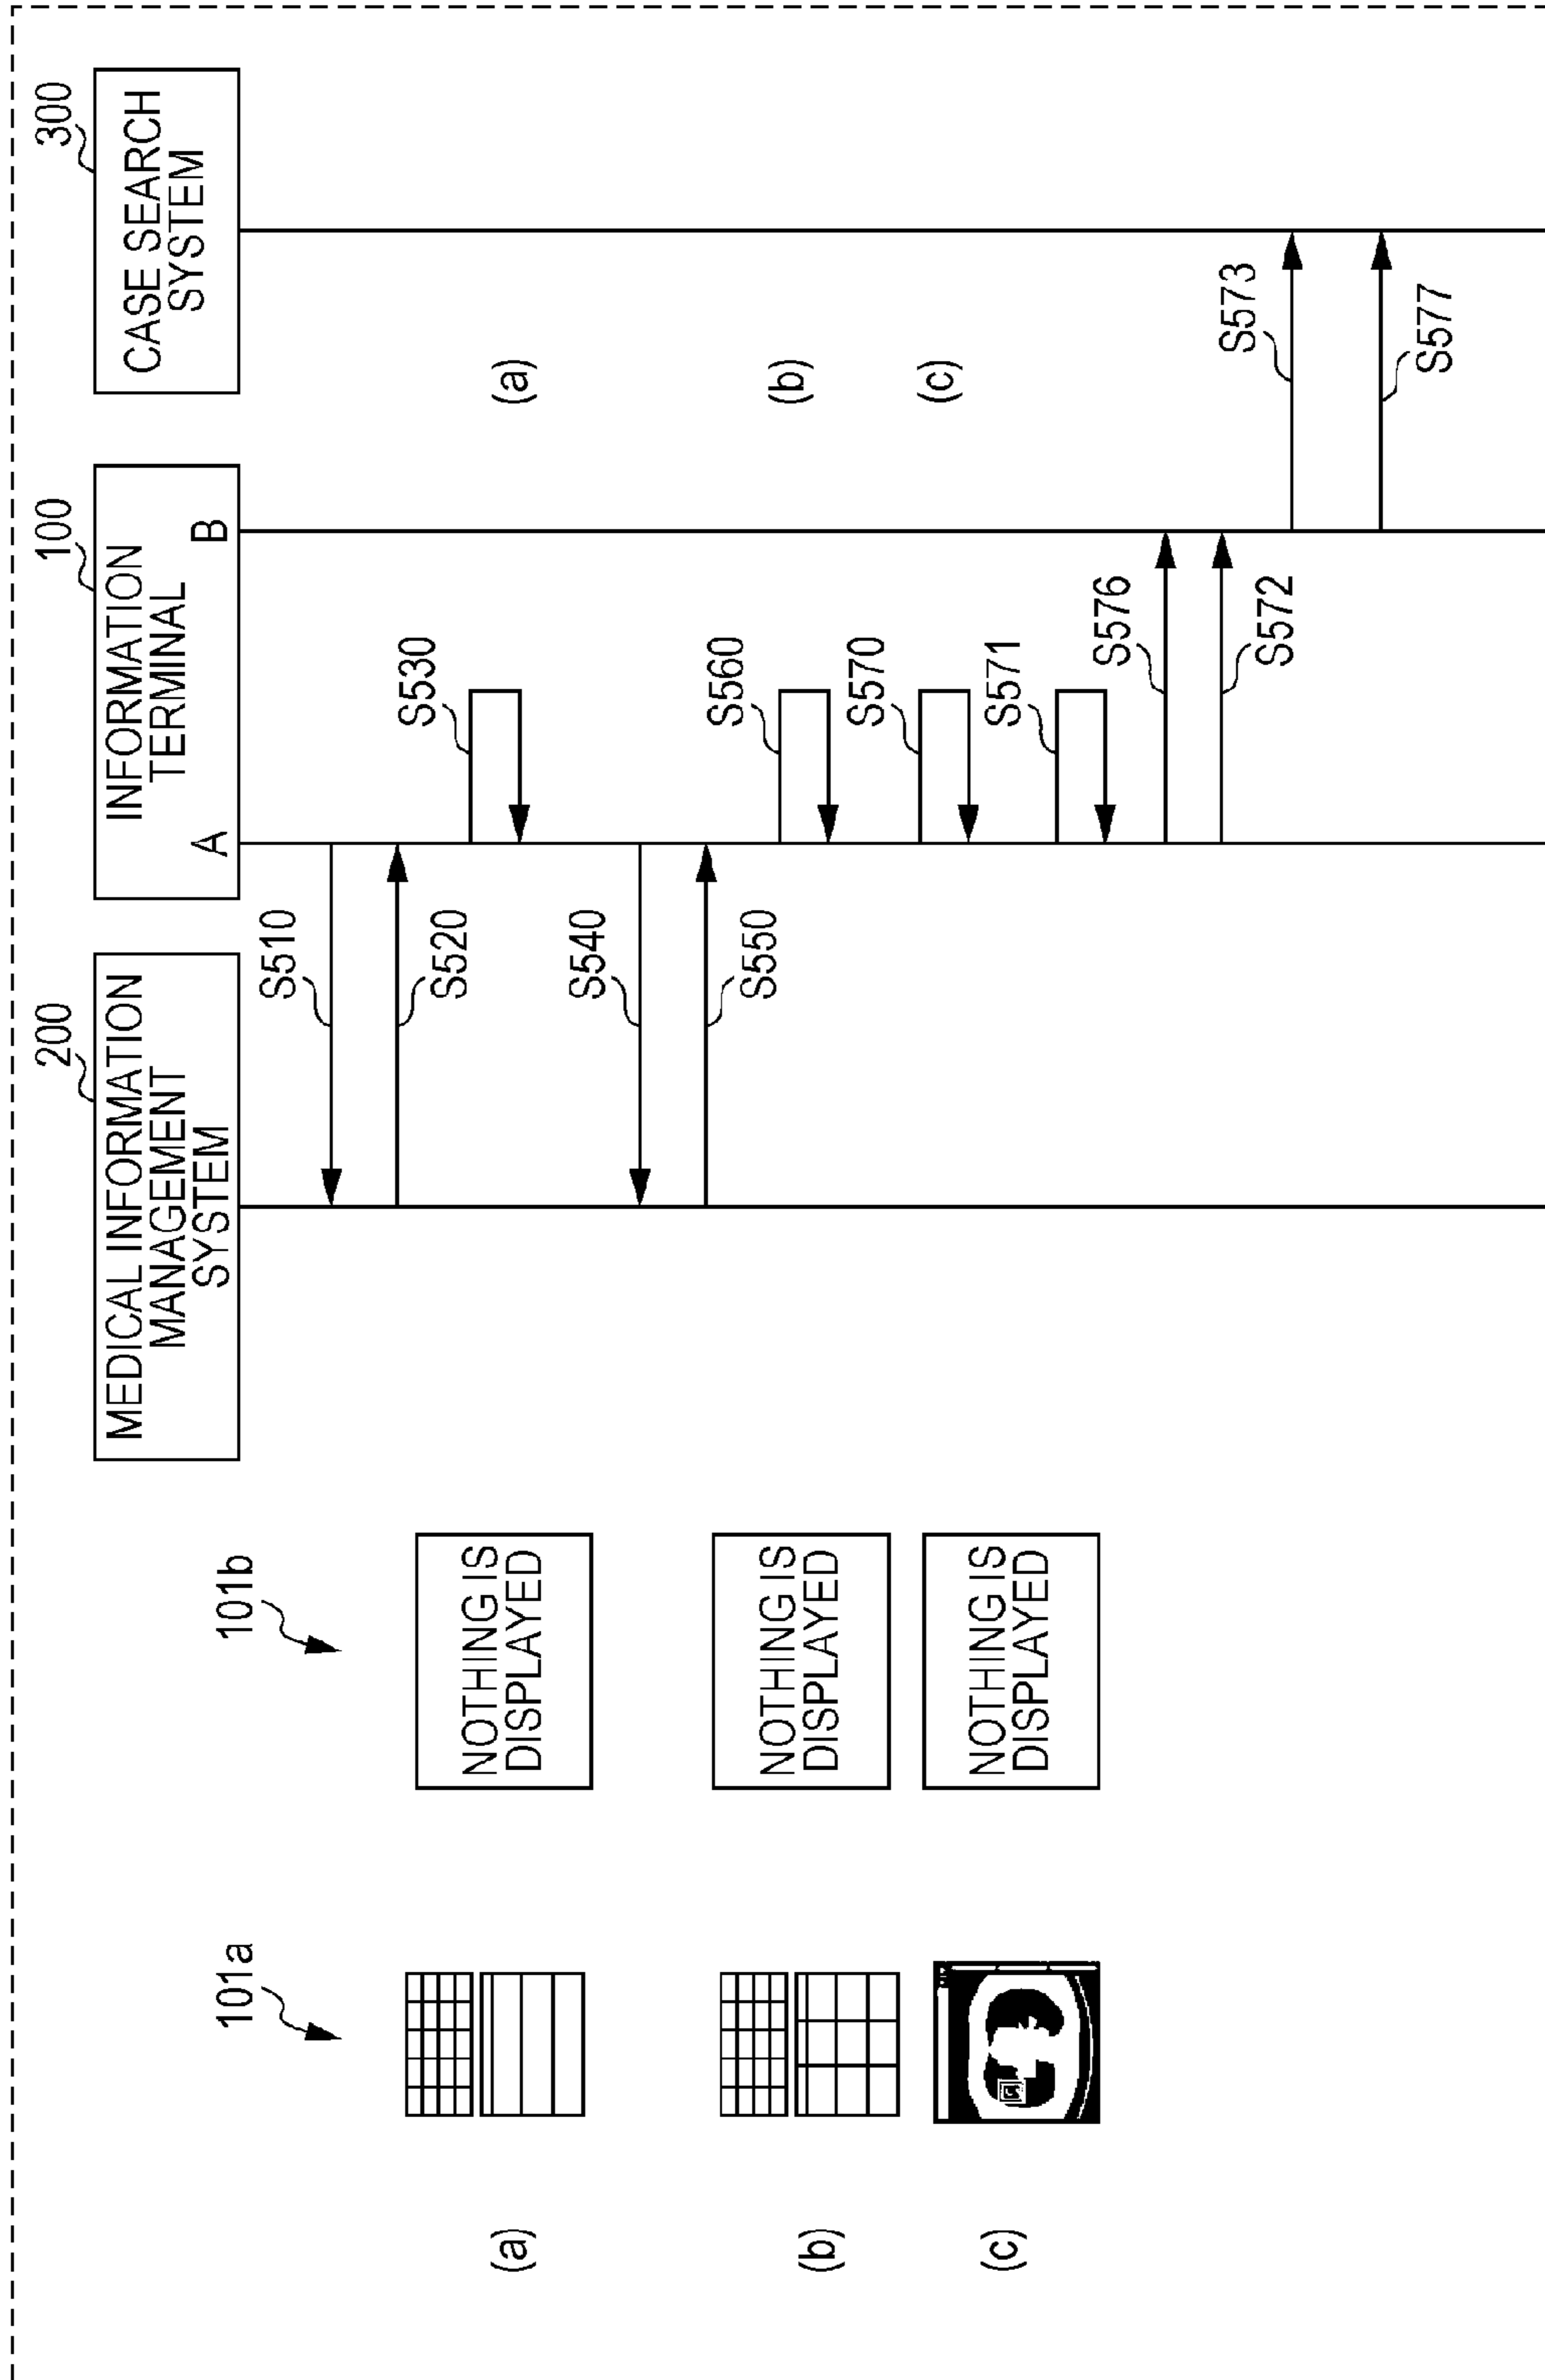 101a
101b
200
100
300
MEDICAL INFORMATION
MANAGEMENT
SYSTEM
INFORMATION
TERMINAL
A
B
CASE SEARCH
SYSTEM
S510
S520
(a)
NOTHING IS
DISPLAYED
S530
(a)
S540
S550
(b)
NOTHING IS
DISPLAYED
S560
(b)
(c)
NOTHING IS
DISPLAYED
S570
(c)
S571
S576
S572
S573
S577